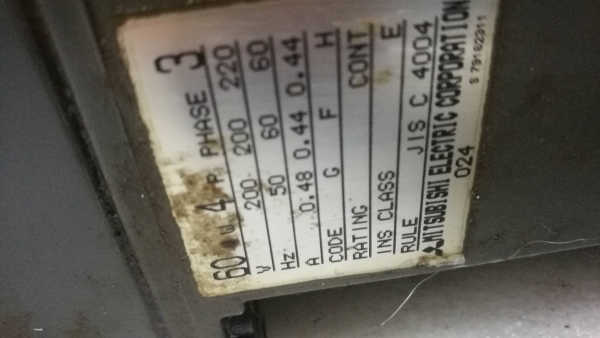 60 W 4 P PHASE 3
V 200 200 220
Hz 50 60 60
A 0.48 0.44 0.44
CODE G F H
RATING CONT
INS CLASS E
RULE JIS C 4004
MITSUBISHI ELECTRIC CORPORATION
024 S 79162911